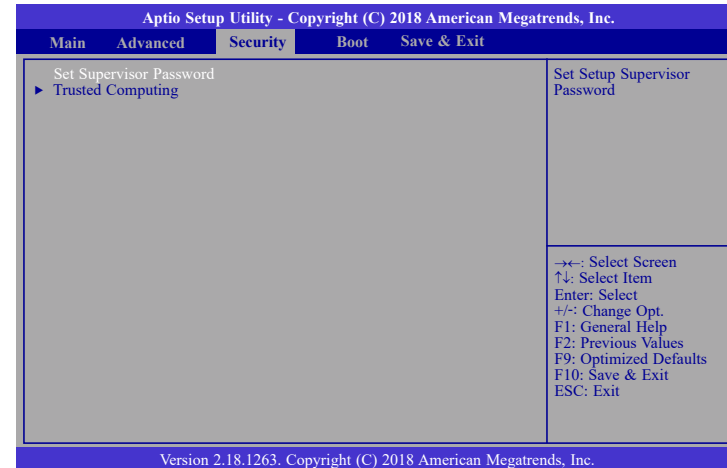 Aptio Setup Utility - Copyright (C) 2018 American Megatrends, Inc.
Main Advanced Security Boot Save & Exit
Set Supervisor Password
► Trusted Computing
Set Setup Supervisor
Password
→←: Select Screen
↑↓: Select Item
Enter: Select
+/-: Change Opt.
F1: General Help
F2: Previous Values
F9: Optimized Defaults
F10: Save & Exit
ESC: Exit
Version 2.18.1263. Copyright (C) 2018 American Megatrends, Inc.